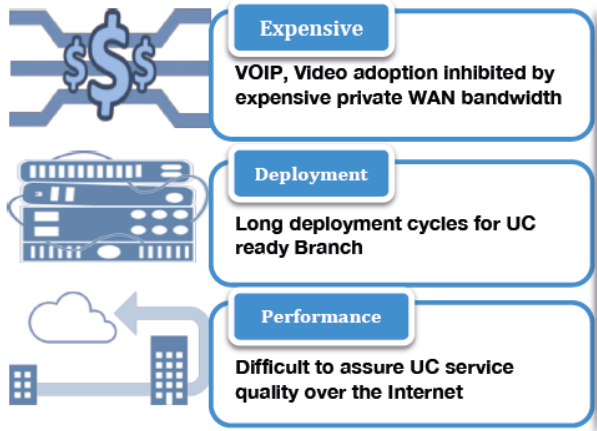 Expensive
VOIP, Video adoption inhibited by
expensive private WAN bandwidth
Deployment
Long deployment cycles for UC
ready Branch
Performance
Difficult to assure UC service
quality over the Internet